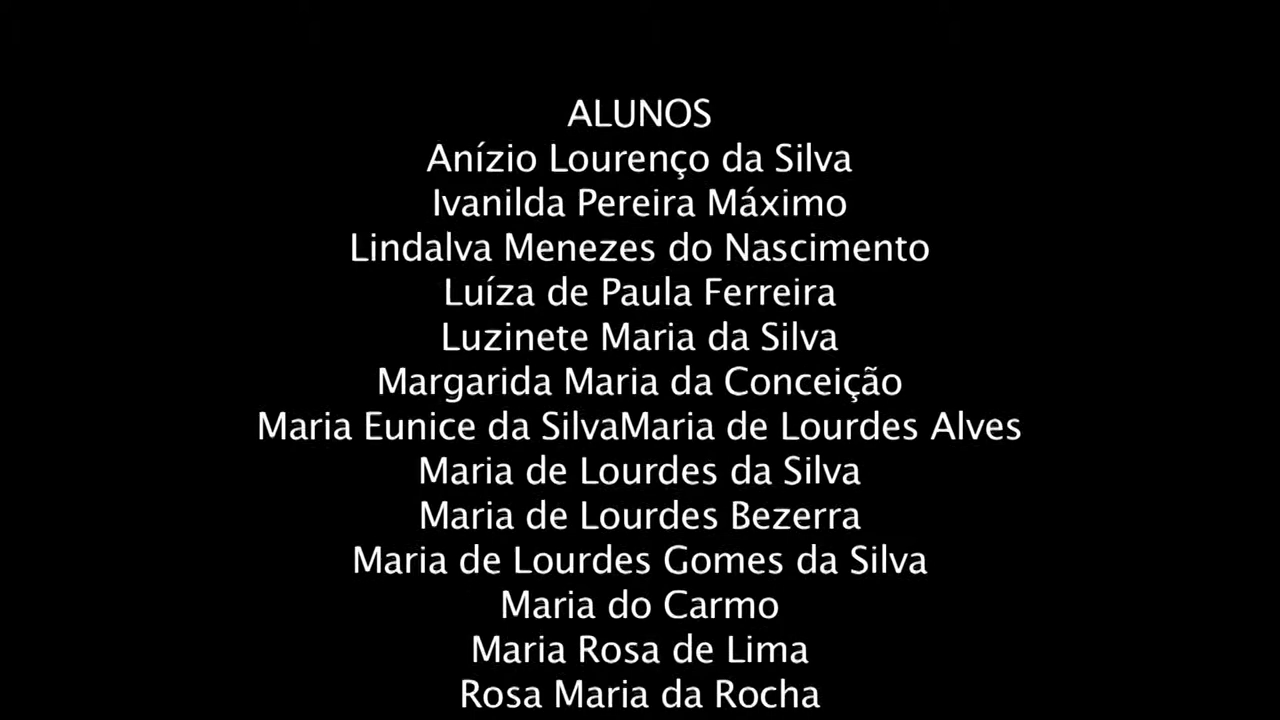 ALUNOS
Anízio Lourenço da Silva
Ivanilda Pereira Máximo
Lindalva Menezes do Nascimento
Luíza de Paula Ferreira
Luzinete Maria da Silva
Margarida Maria da Conceição
Maria Eunice da SilvaMaria de Lourdes Alves
Maria de Lourdes da Silva
Maria de Lourdes Bezerra
Maria de Lourdes Gomes da Silva
Maria do Carmo
Maria Rosa de Lima
Rosa Maria da Rocha